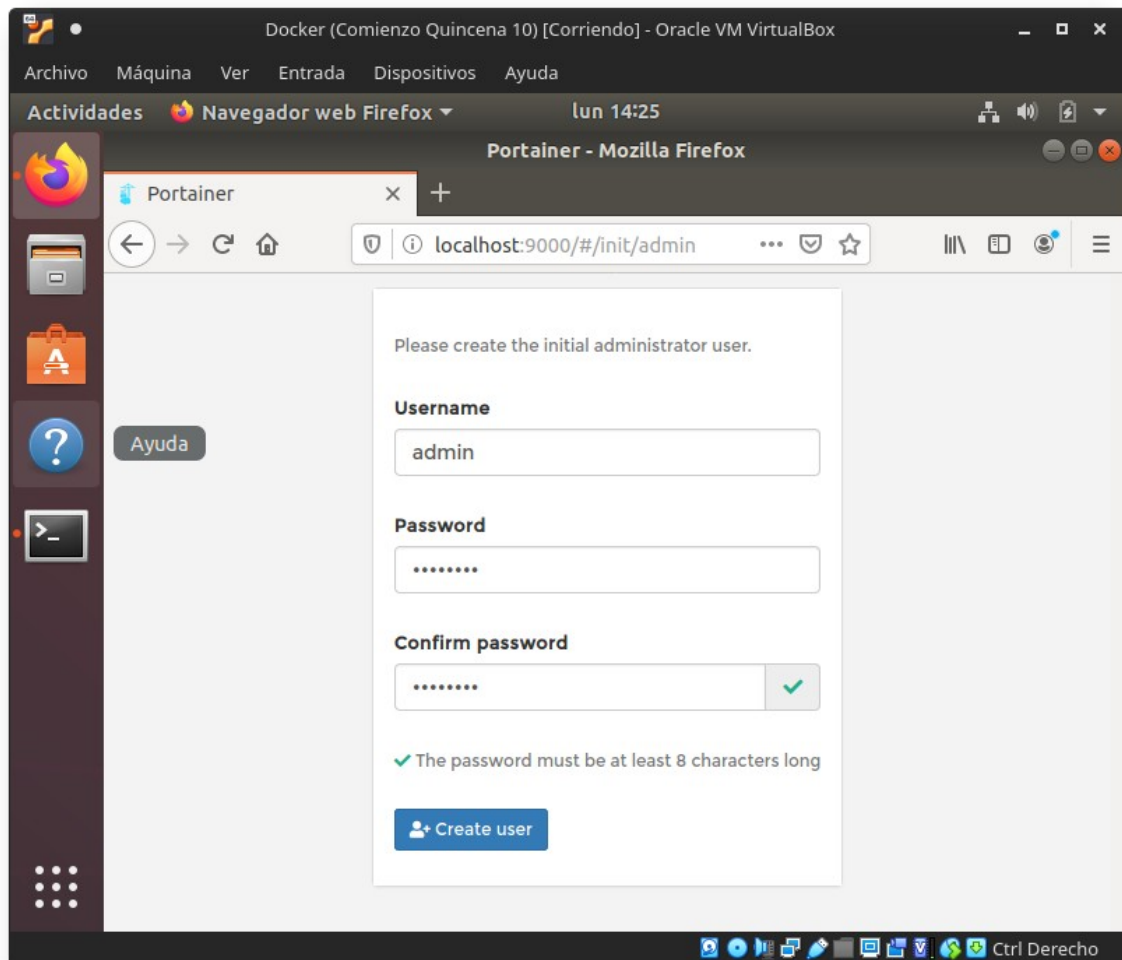 Docker (Comienzo Quincena 10) [Corriendo] - Oracle VM VirtualBox
Archivo Máquina Ver Entrada Dispositivos Ayuda
Actividades Navegador web Firefox lun 14:25
Portainer - Mozilla Firefox
Portainer
localhost:9000/#/init/admin
Please create the initial administrator user.
Username
admin
Ayuda
Password
••••••••
Confirm password
••••••••
The password must be at least 8 characters long
Create user
Ctrl Derecho